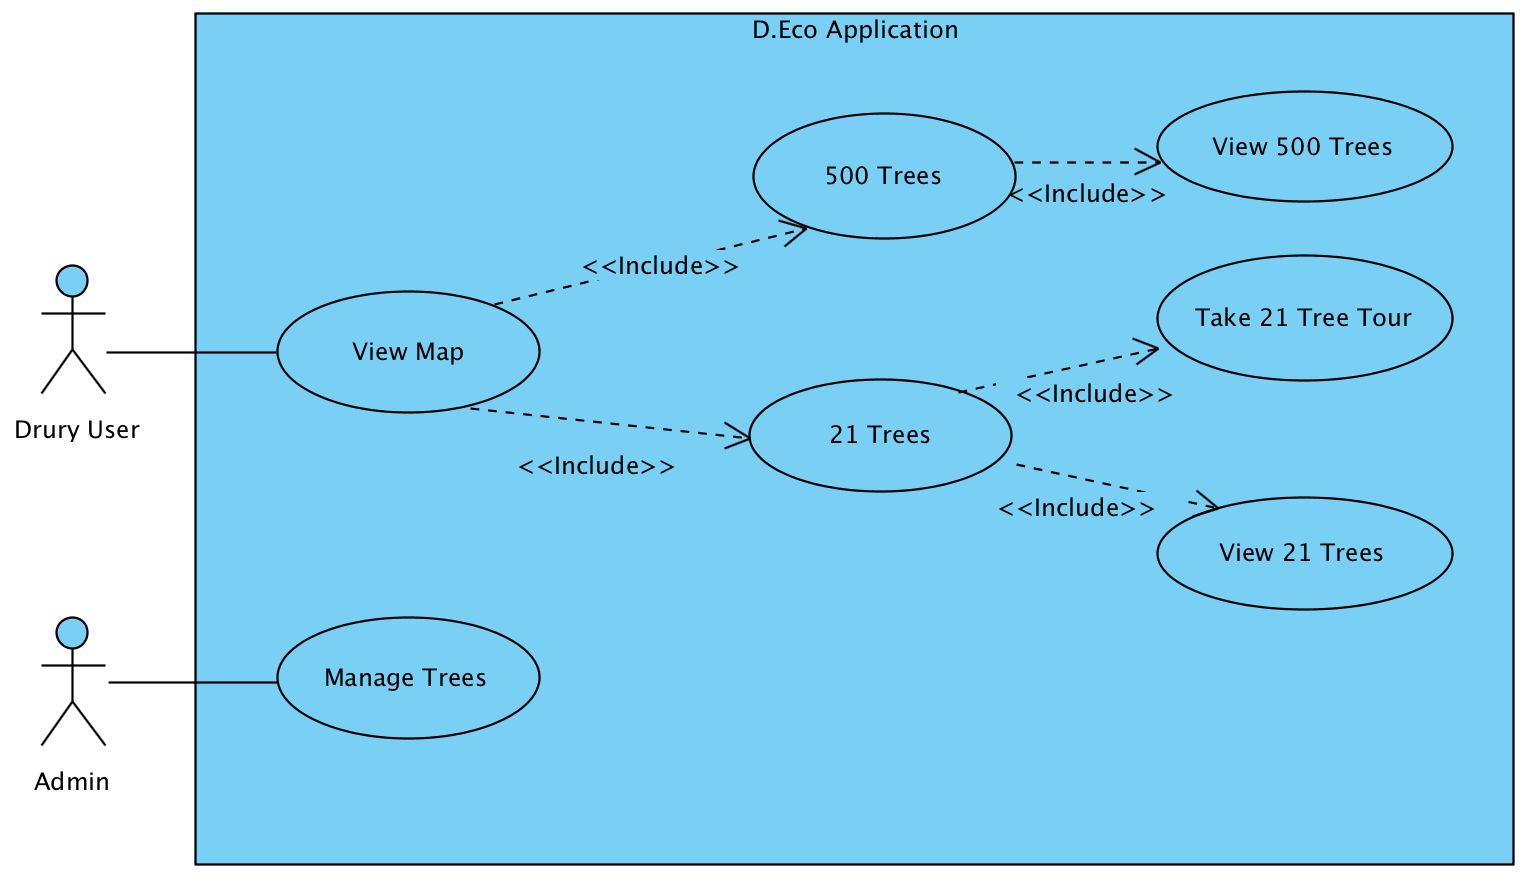 D.Eco Application
View 500 Trees
500 Trees
<<Include>>
<<Include>>
Take 21 Tree Tour
View Map
<<Include>>
Drury User
21 Trees
<<Include>>
<<Include>>
View 21 Trees
Manage Trees
Admin